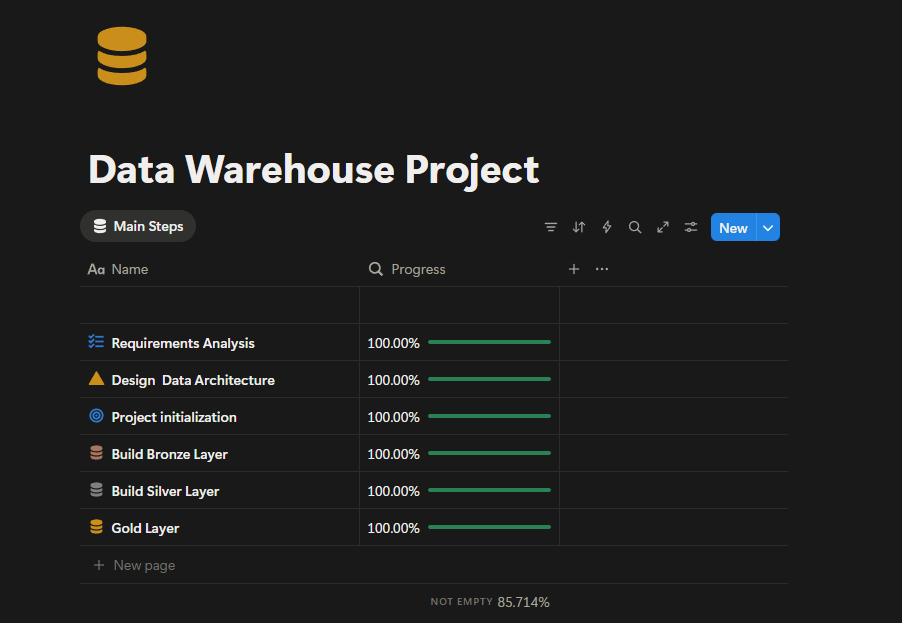 Data Warehouse Project
Main Steps
New
Aa Name Progress
Requirements Analysis 100.00%
Design  Data Architecture 100.00%
Project initialization 100.00%
Build Bronze Layer 100.00%
Build Silver Layer 100.00%
Gold Layer 100.00%
+ New page
NOT EMPTY 85.714%